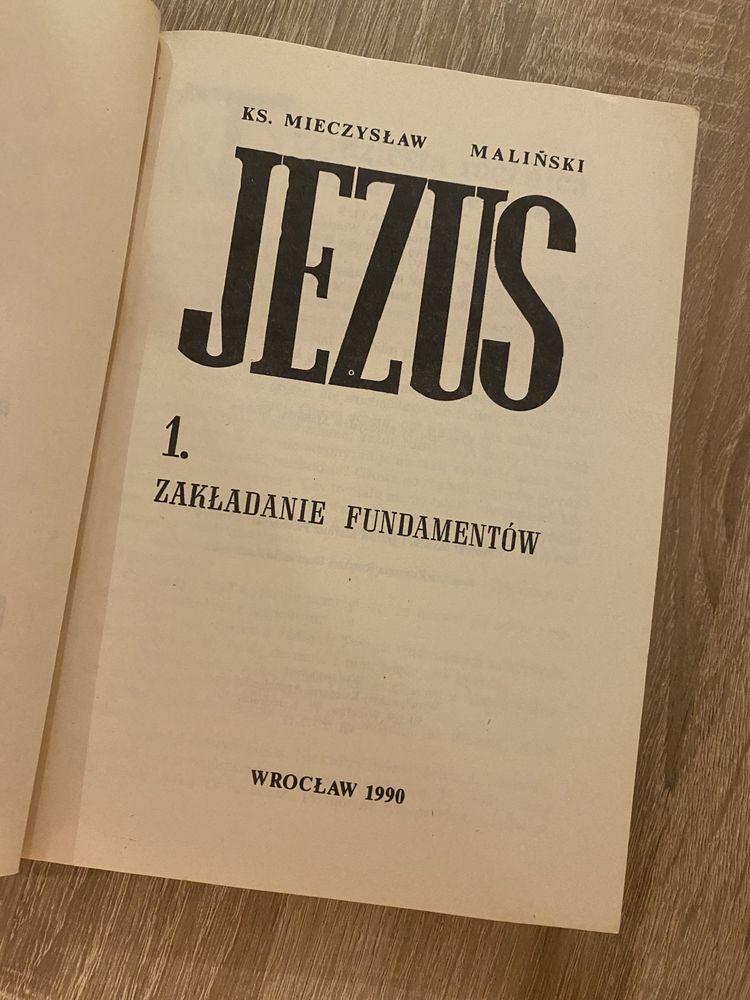 KS. MIECZYSŁAW MALIŃSKI
JEZUS
1.
ZAKŁADANIE FUNDAMENTÓW
WROCŁAW 1990